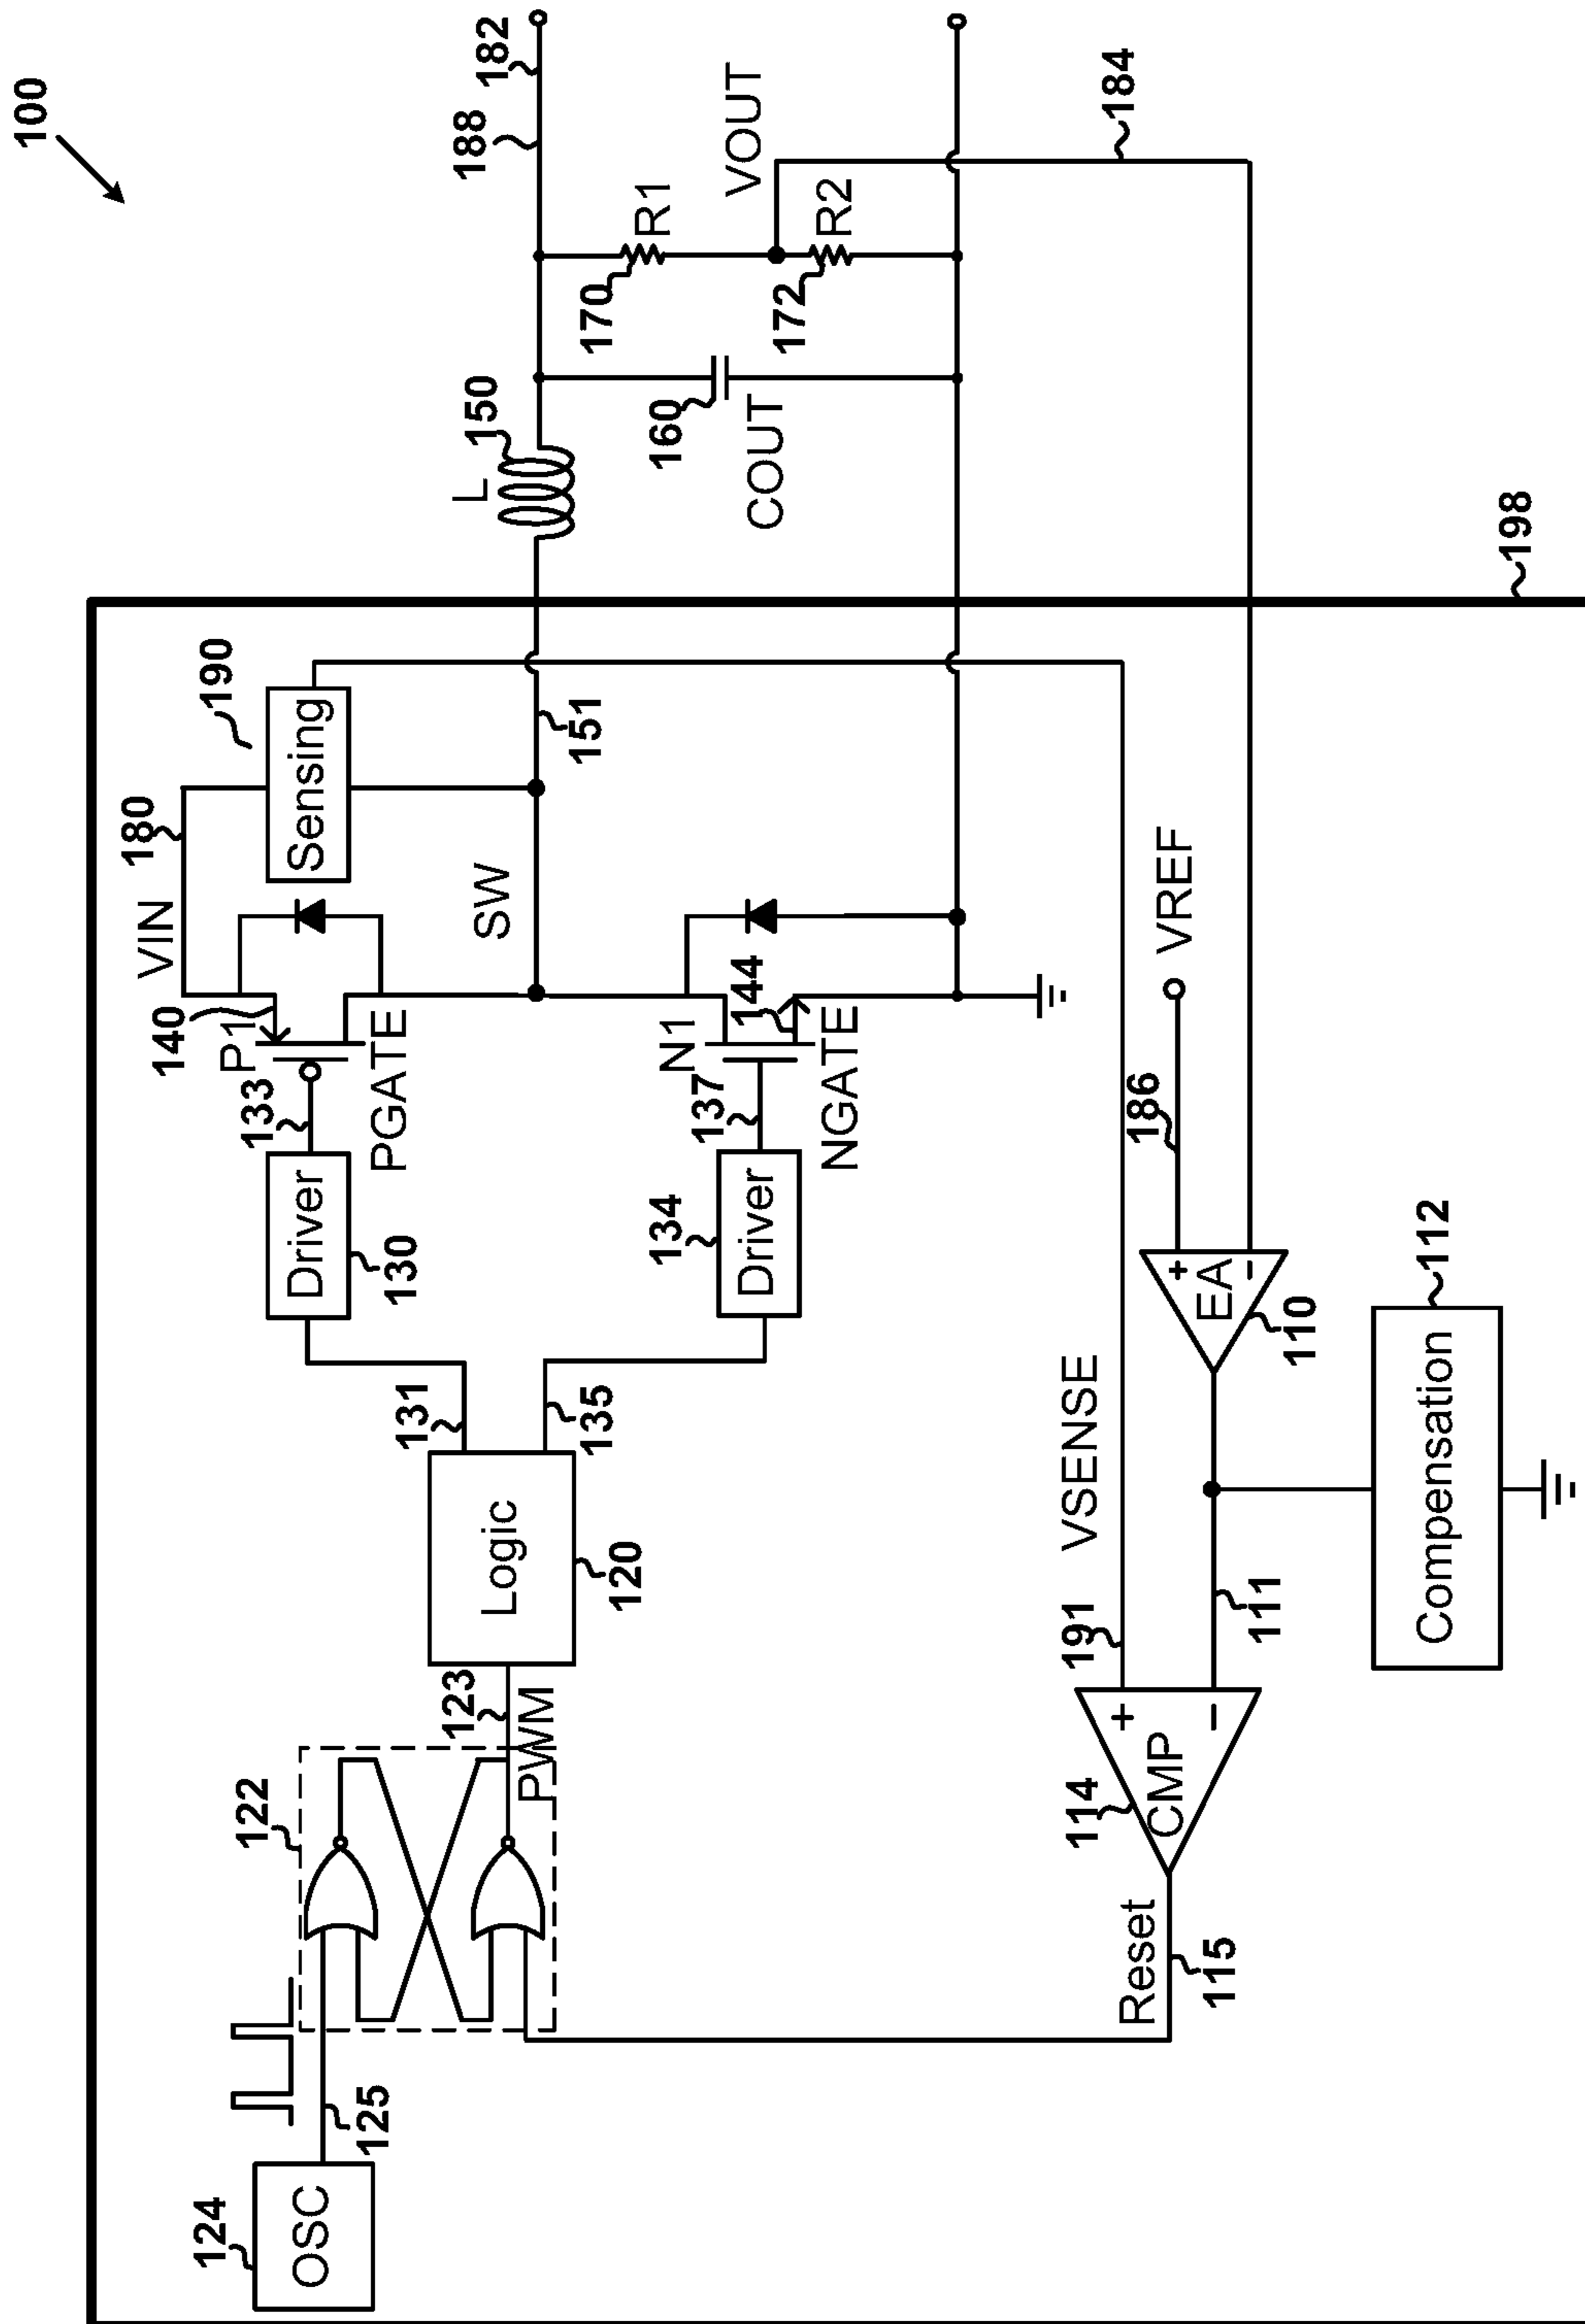 100
124
OSC
125
122
123
PWM
Logic
120
131
135
Driver
130
133
PGATE
P1
140
VIN
180
Sensing
190
SW
151
L
150
188
182
170
R1
VOUT
172
R2
160
COUT
184
134
Driver
137
NGATE
N1
144
Reset
115
114
CMP
+
−
191
VSENSE
111
EA
+
-
110
186
VREF
Compensation
112
198